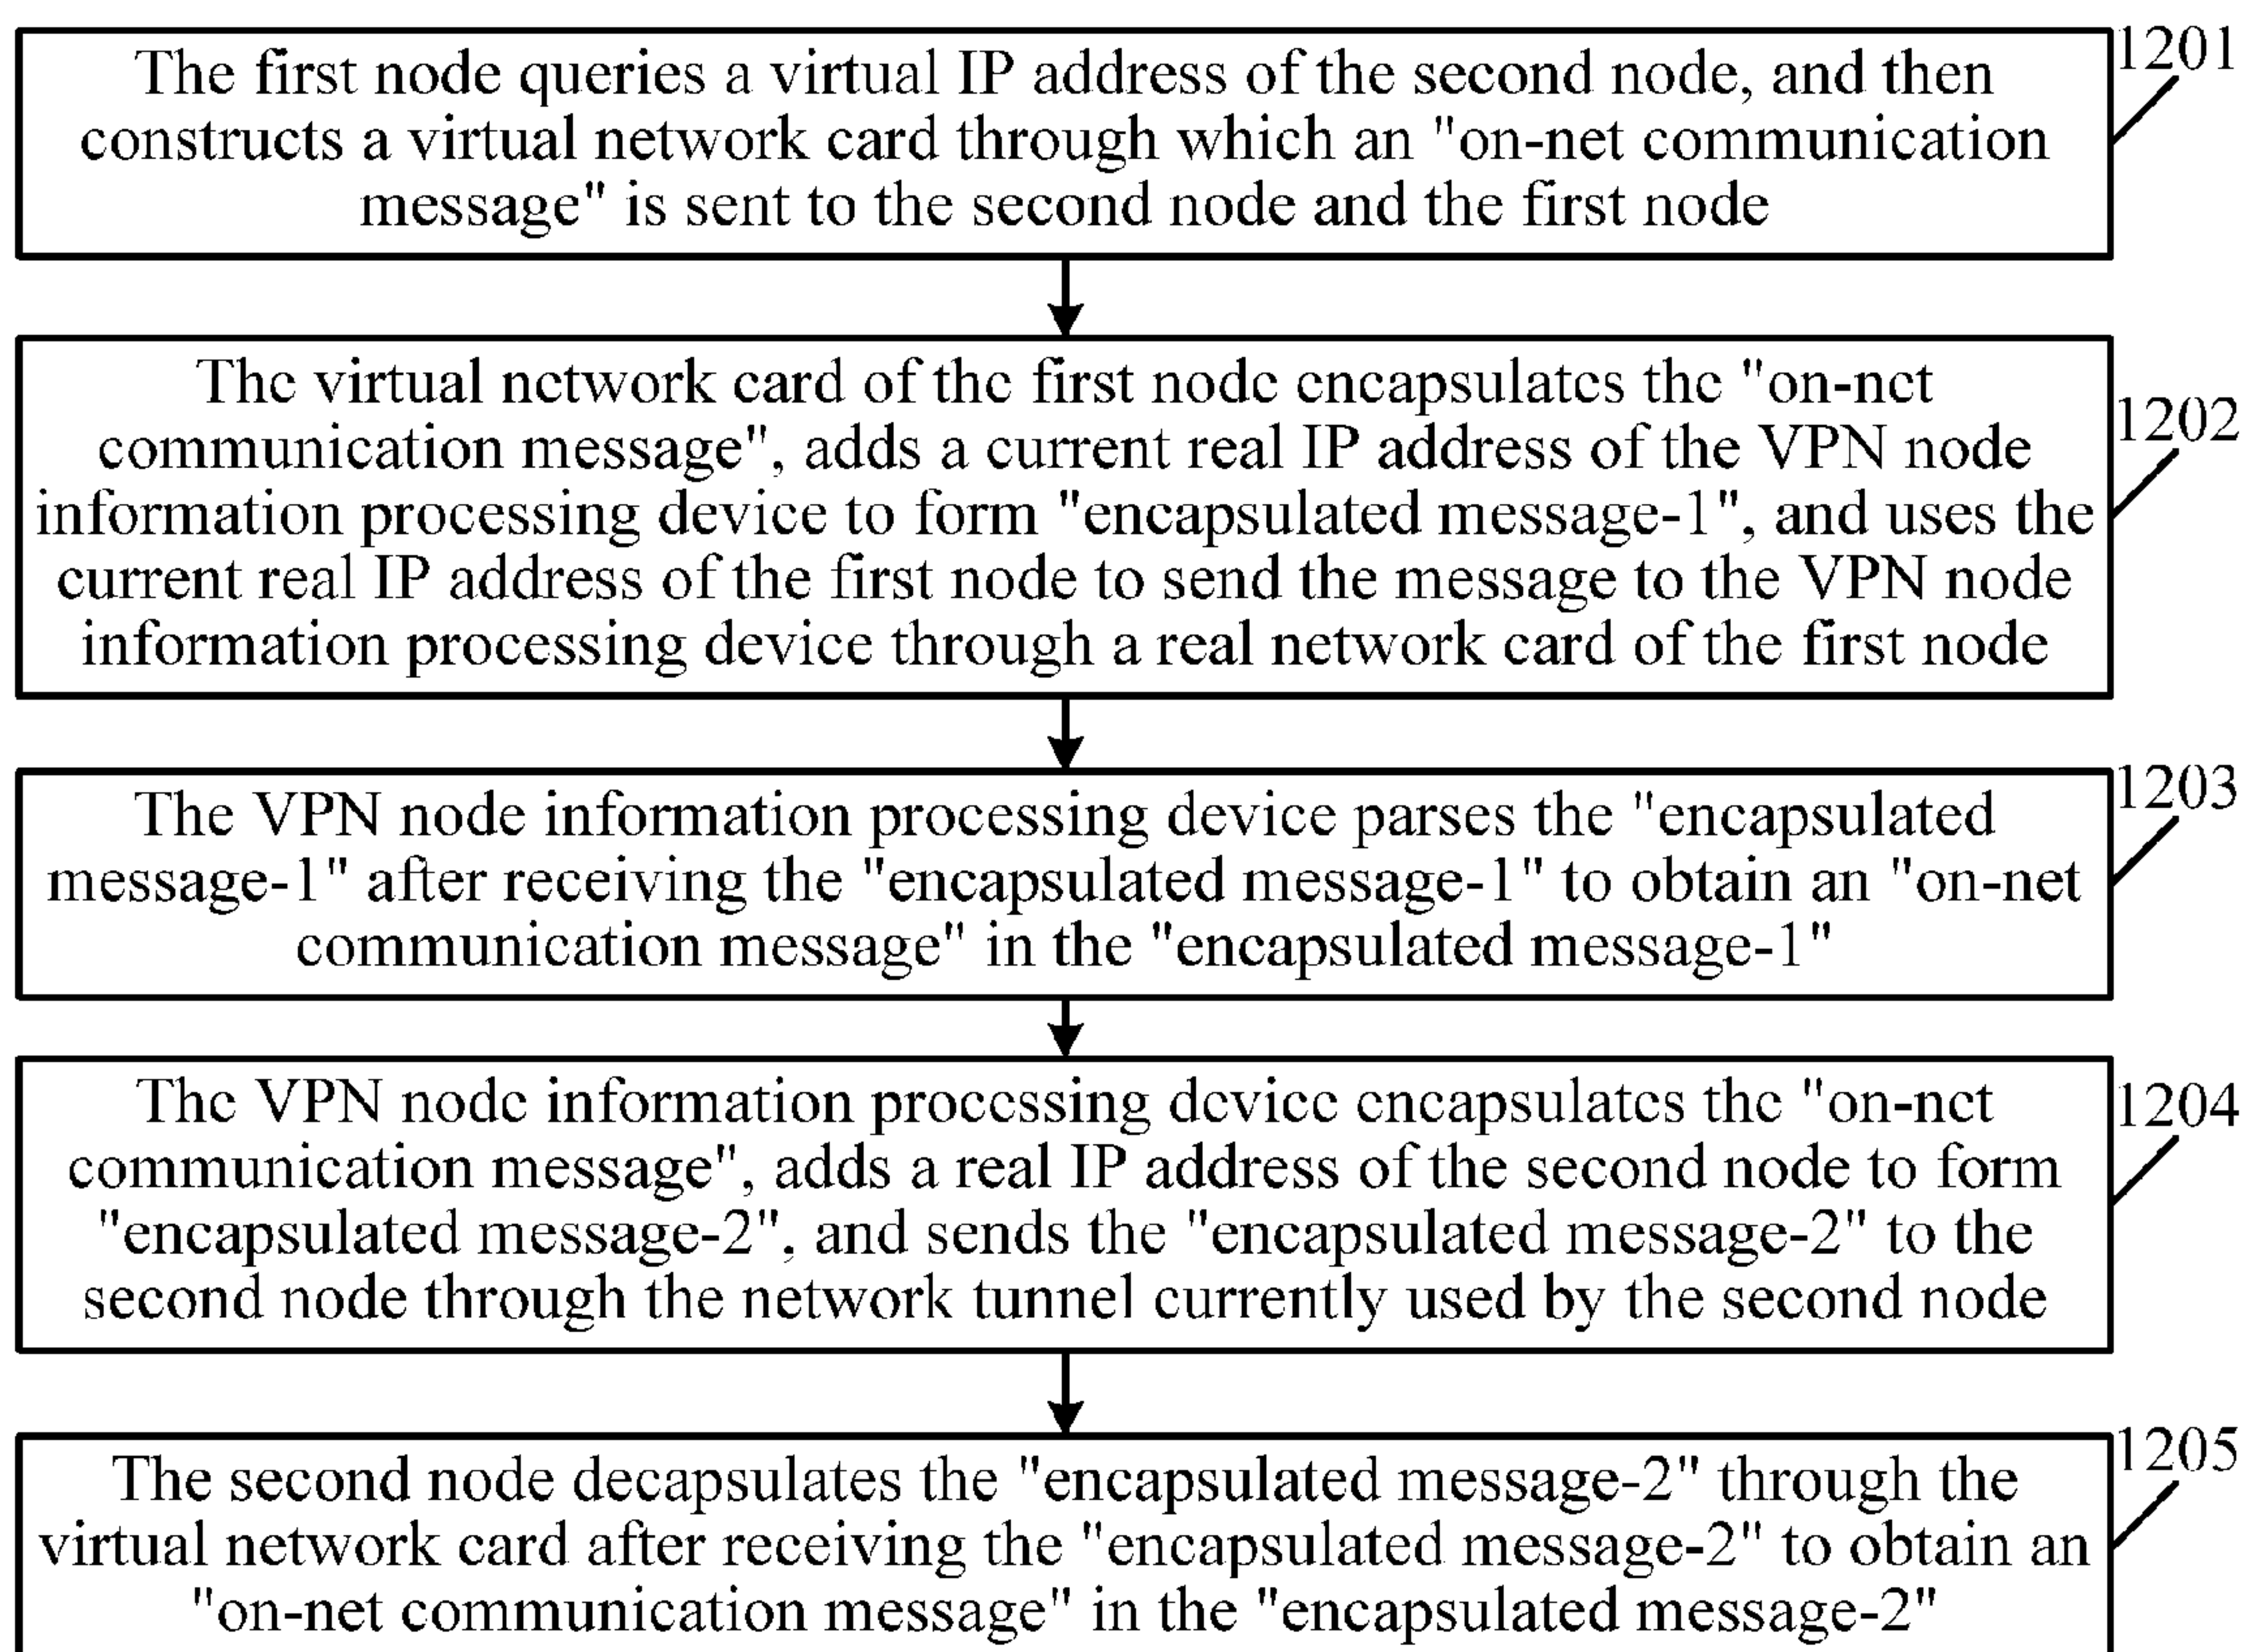 The first node queries a virtual IP address of the second node, and then
constructs a virtual network card through which an "on-net communication
message" is sent to the second node and the first node
1201
The virtual network card of the first node encapsulates the "on-net
communication message", adds a current real IP address of the VPN node
information processing device to form "encapsulated message-1", and uses the
current real IP address of the first node to send the message to the VPN node
information processing device through a real network card of the first node
1202
The VPN node information processing device parses the "encapsulated
message-1" after receiving the "encapsulated message-1" to obtain an "on-net
communication message" in the "encapsulated message-1"
1203
The VPN node information processing device encapsulates the "on-net
communication message", adds a real IP address of the second node to form
"encapsulated message-2", and sends the "encapsulated message-2" to the
second node through the network tunnel currently used by the second node
1204
The second node decapsulates the "encapsulated message-2" through the
virtual network card after receiving the "encapsulated message-2" to obtain an
"on-net communication message" in the "encapsulated message-2"
1205